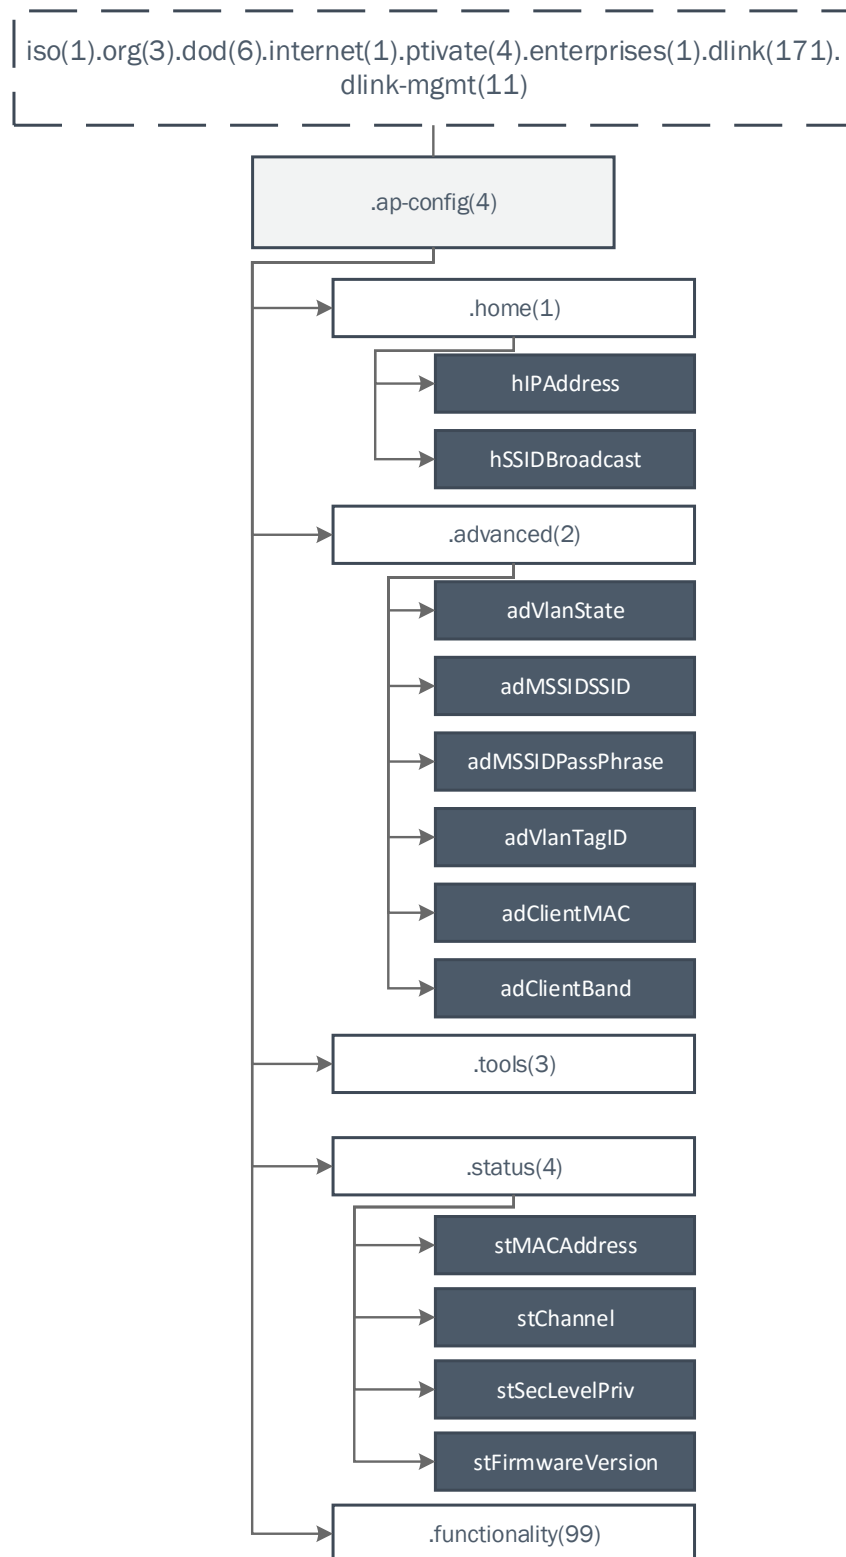 iso(1).org(3).dod(6).internet(1).ptivate(4).enterprises(1).dlink(171).
dlink-mgmt(11)
.ap-config(4)
.home(1)
hIPAddress
hSSIDBroadcast
.advanced(2)
adVlanState
adMSSIDSSID
adMSSIDPassPhrase
adVlanTagID
adClientMAC
adClientBand
.tools(3)
.status(4)
stMACAddress
stChannel
stSecLevelPriv
stFirmwareVersion
.functionality(99)